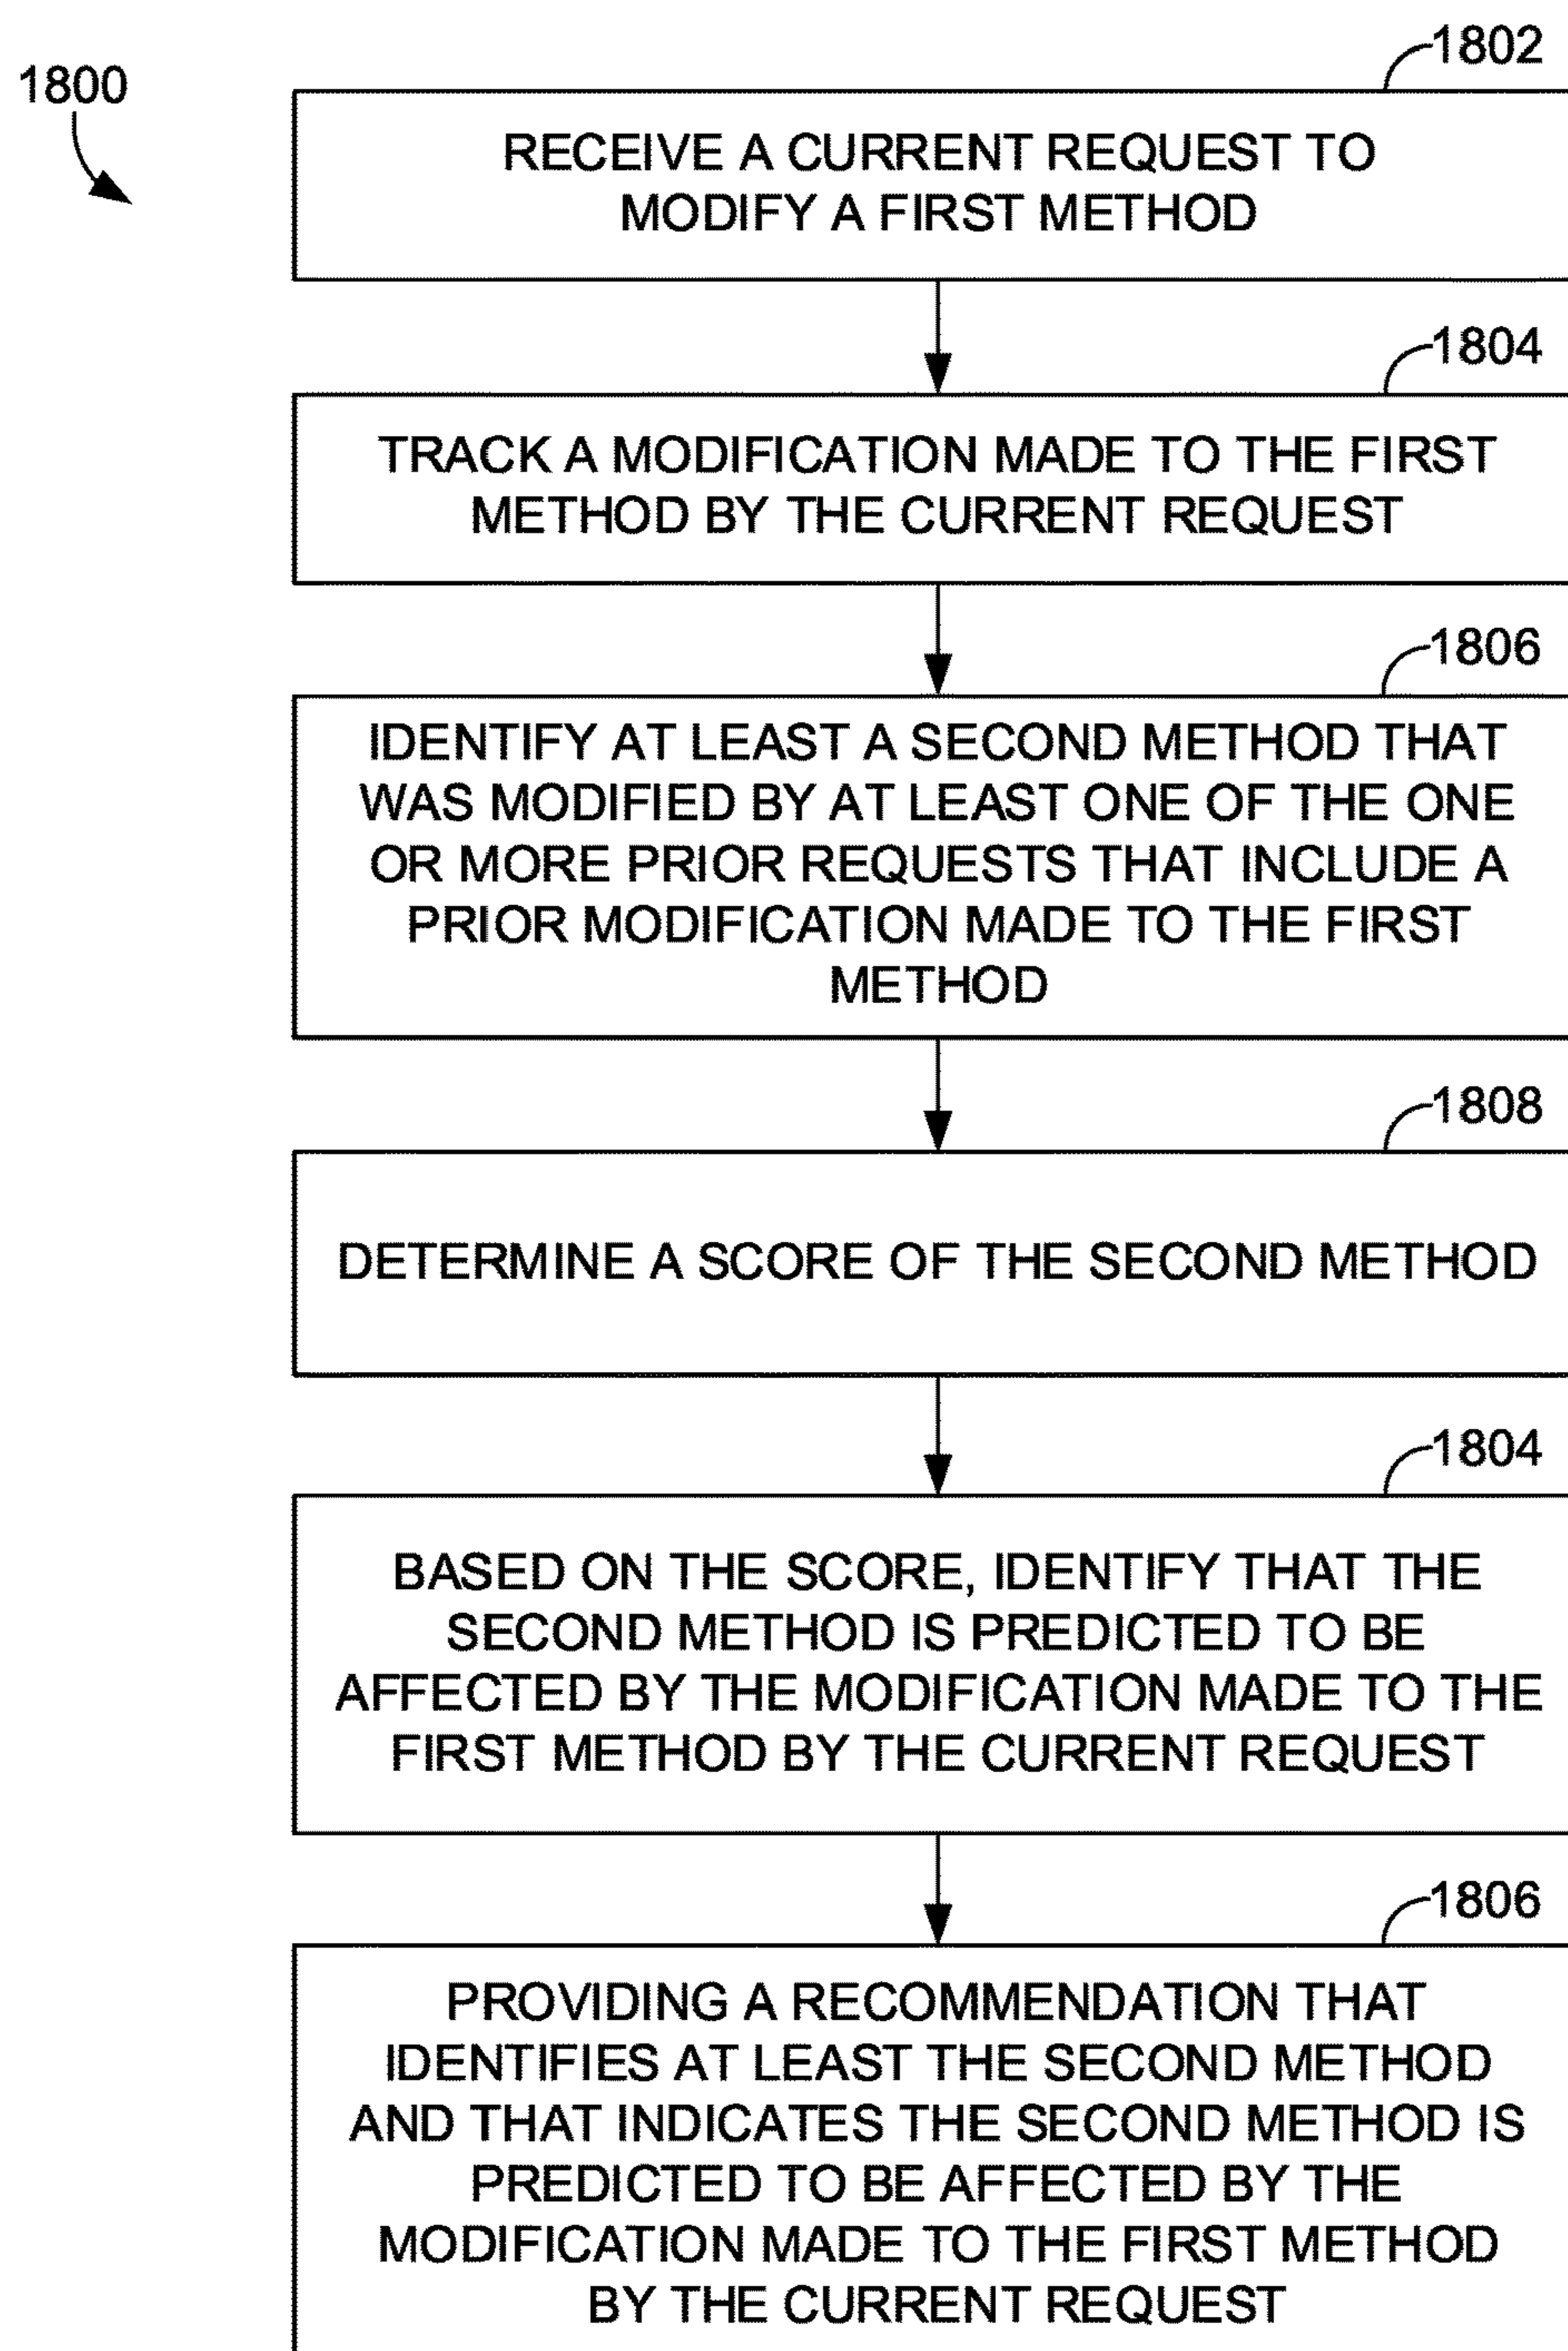 1802
1800
RECEIVE A CURRENT REQUEST TO
MODIFY A FIRST METHOD
1804
TRACK A MODIFICATION MADE TO THE FIRST
METHOD BY THE CURRENT REQUEST
1806
IDENTIFY AT LEAST A SECOND METHOD THAT
WAS MODIFIED BY AT LEAST ONE OF THE ONE
OR MORE PRIOR REQUESTS THAT INCLUDE A
PRIOR MODIFICATION MADE TO THE FIRST
METHOD
1808
DETERMINE A SCORE OF THE SECOND METHOD
1804
BASED ON THE SCORE, IDENTIFY THAT THE
SECOND METHOD IS PREDICTED TO BE
AFFECTED BY THE MODIFICATION MADE TO THE
FIRST METHOD BY THE CURRENT REQUEST
1806
PROVIDING A RECOMMENDATION THAT
IDENTIFIES AT LEAST THE SECOND METHOD
AND THAT INDICATES THE SECOND METHOD IS
PREDICTED TO BE AFFECTED BY THE
MODIFICATION MADE TO THE FIRST METHOD
BY THE CURRENT REQUEST